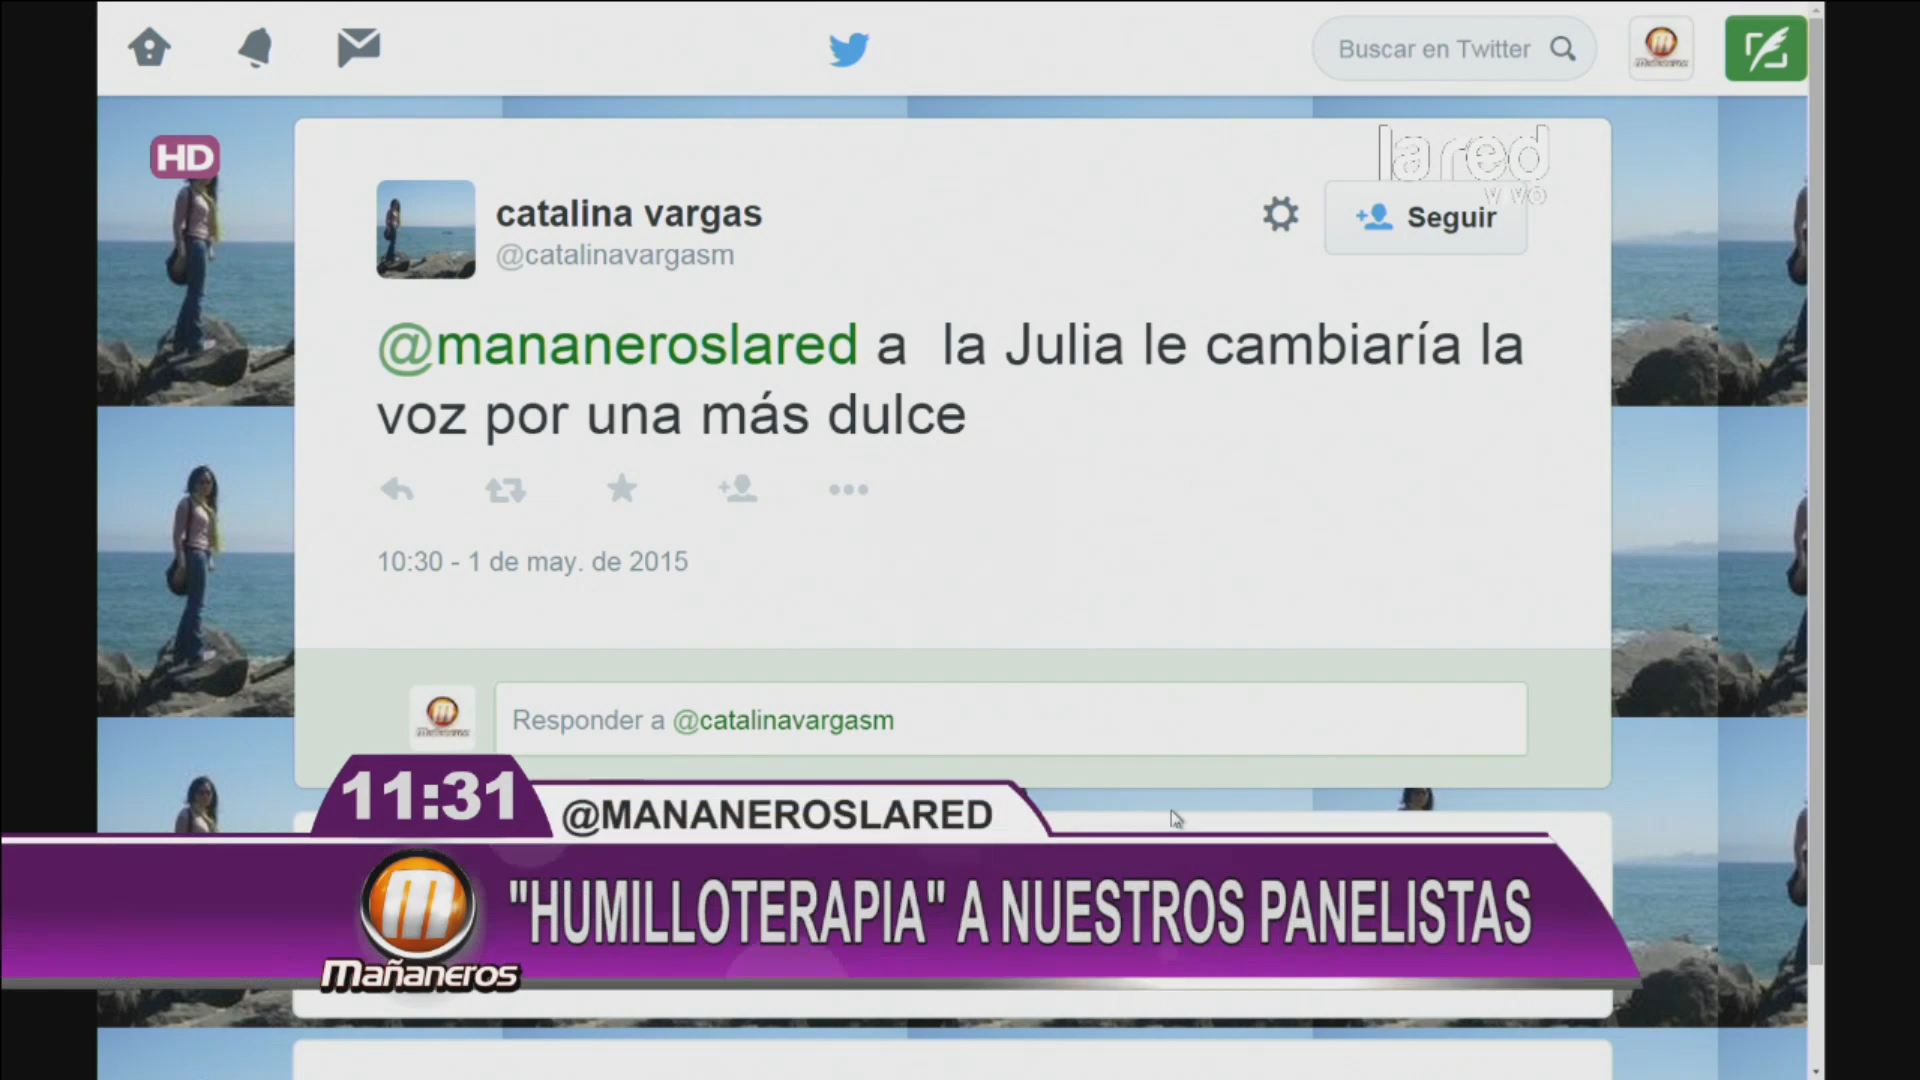 Buscar en Twitter
HD
la red
vivo
catalina vargas
@catalinavargasm
Seguir
@mananeroslared a la Julia le cambiaría la
voz por una más dulce
10:30 - 1 de may. de 2015
Responder a @catalinavargasm
11:31
@MANANEROSLARED
"HUMILLOTERAPIA" A NUESTROS PANELISTAS
Mañaneros